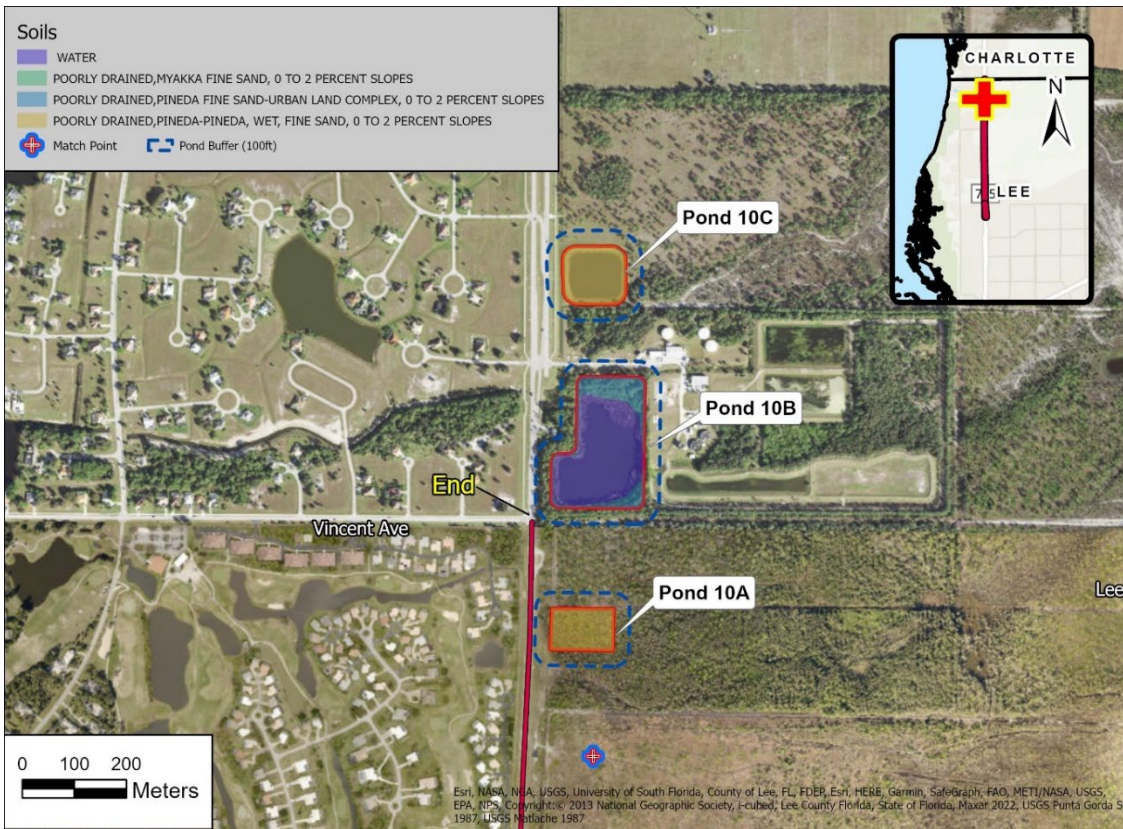 Soils
WATER
POORLY DRAINED,MYAKKA FINE SAND, 0 TO 2 PERCENT SLOPES
POORLY DRAINED,PINEDA FINE SAND-URBAN LAND COMPLEX, 0 TO 2 PERCENT SLOPES
POORLY DRAINED,PINEDA-PINEDA, WET, FINE SAND, 0 TO 2 PERCENT SLOPES
Match Point
Pond Buffer (100ft)
CHARLOTTE
N
LEE
Pond 10C
Pond 10B
End
Vincent Ave
Pond 10A
Lee
0 100 200
Meters
Esri, NASA, NGA, USGS, University of South Florida, County of Lee, FL, FDEP, Esri, HERE, Garmin, SafeGraph, FAO, METI/NASA, USGS,
EPA, NPS, Copyright:© 2013 National Geographic Society, i-cubed, Lee County Florida, State of Florida, Maxar 2022, USGS Punta Gorda S
1987, USGS Matlache 1987